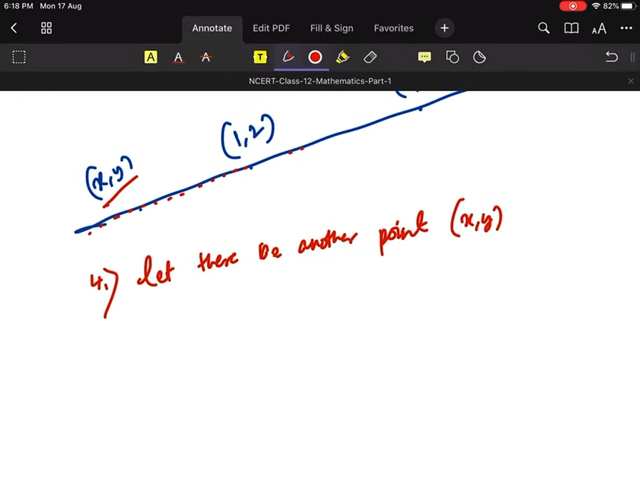 6:18 PM Mon 17 Aug
82%
Annotate Edit PDF Fill & Sign Favorites
AA
A A A T
NCERT-Class-12-Mathematics-Part-1
(1,2)
(x,y)
4.) let there be another point (x,y)